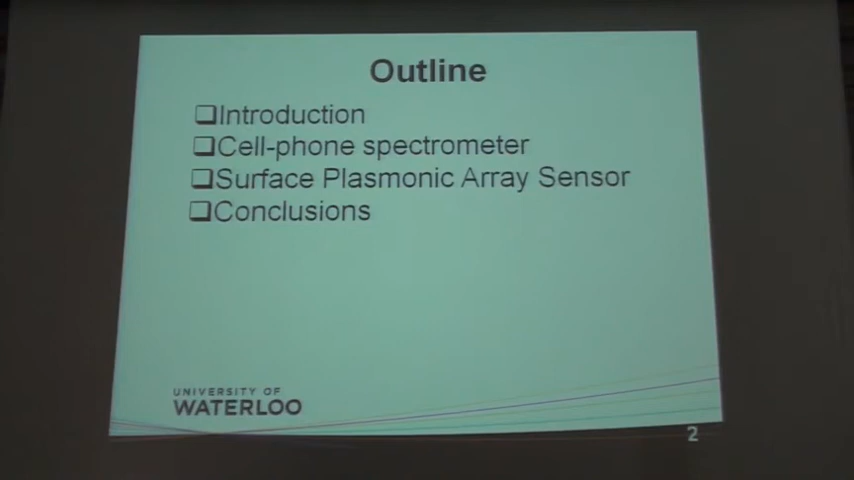 Outline
❑Introduction
❑Cell-phone spectrometer
❑Surface Plasmonic Array Sensor
❑Conclusions
UNIVERSITY OF
WATERLOO
2